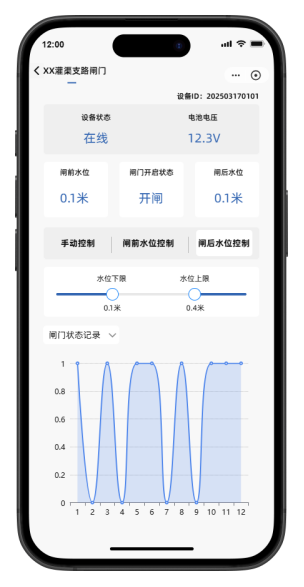 12:00
XX灌渠支路闸门
设备ID: 202503170101
设备状态 电池电压
在线 12.3V
闸前水位 闸门开启状态 闸后水位
0.1米 开闸 0.1米
手动控制 闸前水位控制 闸后水位控制
水位下限 水位上限
0.1米 0.4米
闸门状态记录
1
0.8
0.6
0.4
0.2
0
1 2 3 4 5 6 7 8 9 10 11 12